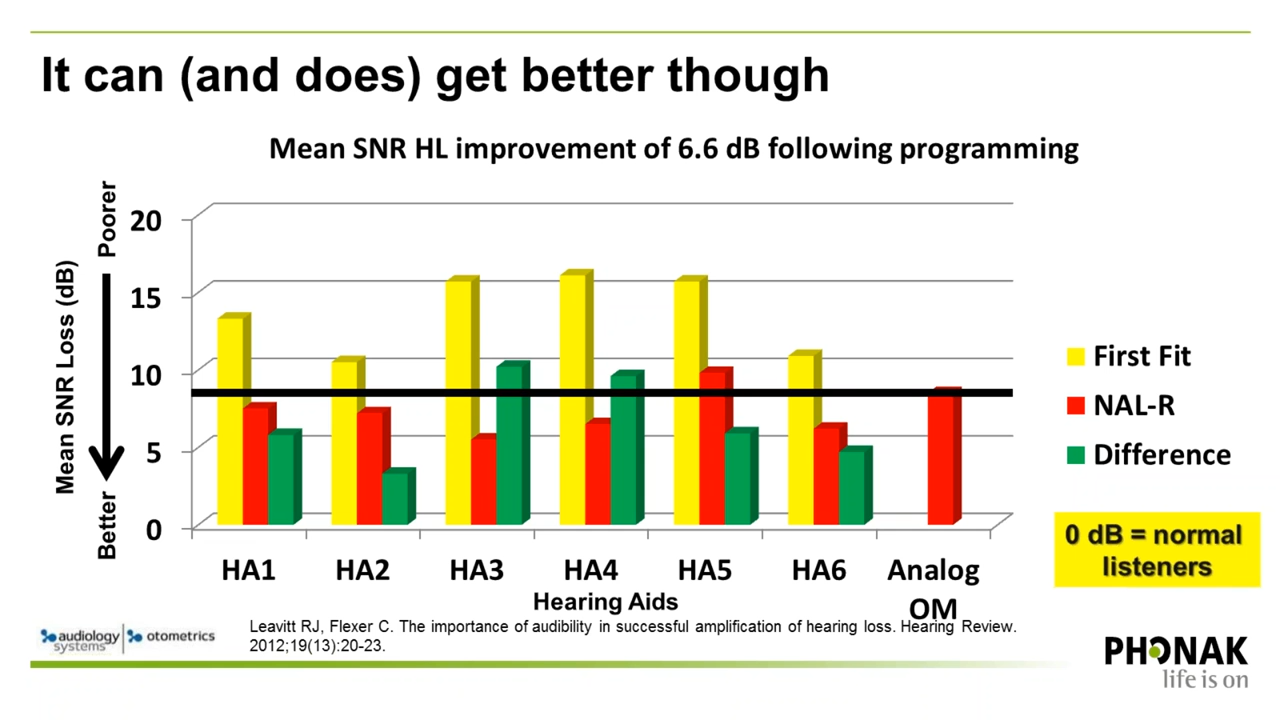 It can (and does) get better though
Mean SNR HL improvement of 6.6 dB following programming
Mean SNR Loss (dB)
Poorer
Better
20
15
10
5
0
HA1 HA2 HA3 HA4 HA5 HA6 Analog
OM
Hearing Aids
First Fit
NAL-R
Difference
0 dB = normal
listeners
audiology
systems
otometrics
Leavitt RJ, Flexer C. The importance of audibility in successful amplification of hearing loss. Hearing Review.
2012;19(13):20-23.
PHONAK
life is on